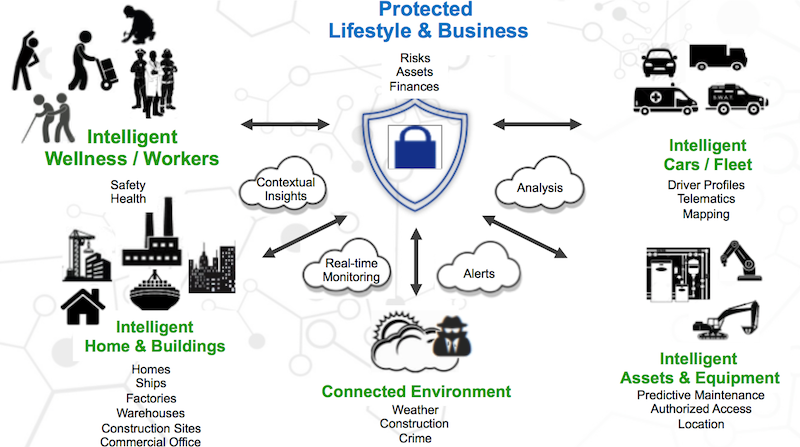 Protected
Lifestyle & Business
Risks
Assets
Finances
Intelligent
Wellness / Workers
Safety
Health
Intelligent
Cars / Fleet
Driver Profiles
Telematics
Mapping
Contextual
Insights
Analysis
Real-time
Monitoring
Alerts
Intelligent
Home & Buildings
Homes
Ships
Factories
Warehouses
Construction Sites
Commercial Office
Connected Environment
Weather
Construction
Crime
Intelligent
Assets & Equipment
Predictive Maintenance
Authorized Access
Location
S.W.A.T.